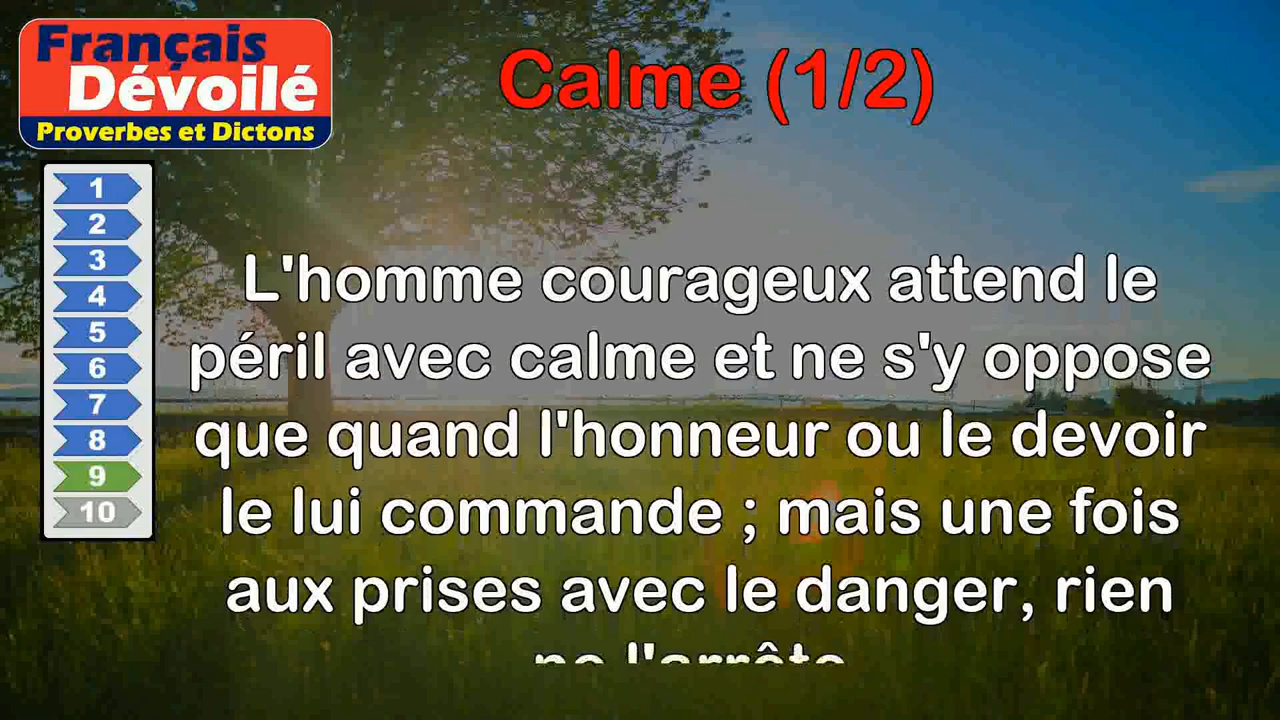 Français
Dévoilé
Proverbes et Dictons
Calme (1/2)
1
2
3
4
5
6
7
8
9
10
L'homme courageux attend le
péril avec calme et ne s'y oppose
que quand l'honneur ou le devoir
le lui commande ; mais une fois
aux prises avec le danger, rien
ne l'arrête